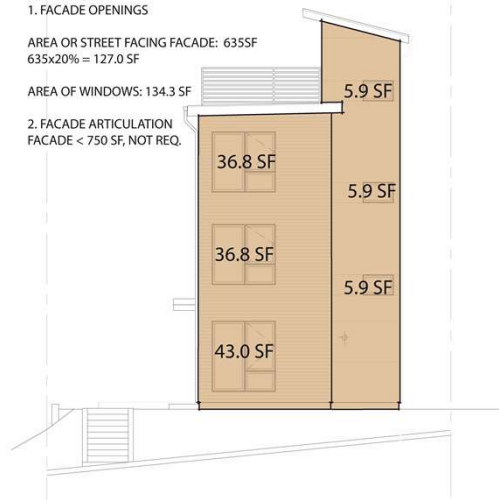 1. FACADE OPENINGS
AREA OR STREET FACING FACADE: 635SF
635x20% = 127.0 SF
AREA OF WINDOWS: 134.3 SF
2. FACADE ARTICULATION
FACADE < 750 SF, NOT REQ.
5.9 SF
36.8 SF
5.9 SF
36.8 SF
5.9 SF
43.0 SF